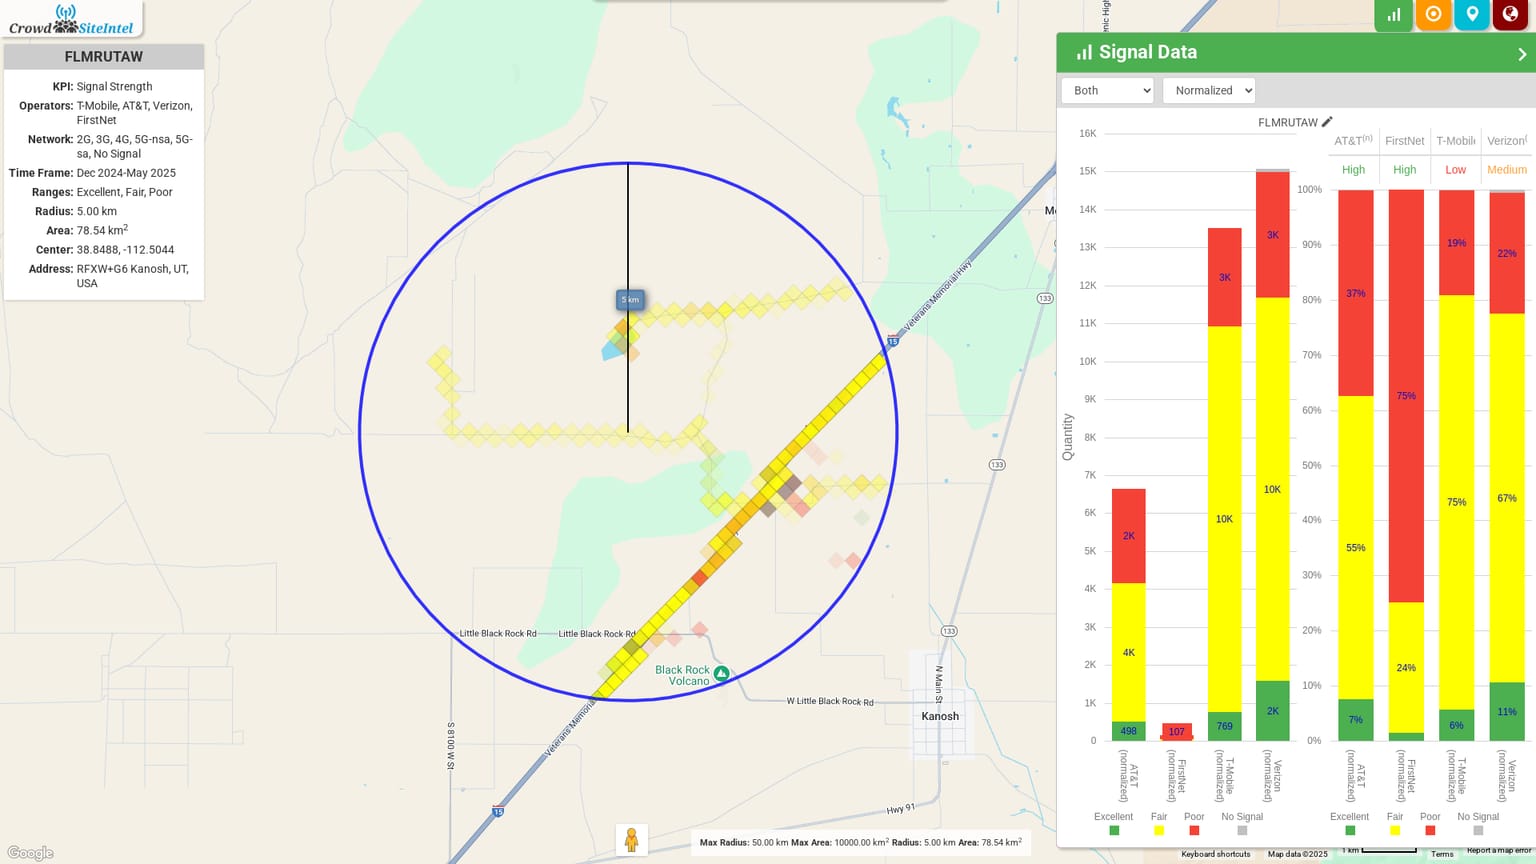 Crowd SiteIntel
FLMRUTAW
KPI: Signal Strength
Operators: T-Mobile, AT&T, Verizon,
FirstNet
Network: 2G, 3G, 4G, 5G-nsa, 5G-
sa, No Signal
Time Frame: Dec 2024-May 2025
Ranges: Excellent, Fair, Poor
Radius: 5.00 km
Area: 78.54 km2
Center: 38.8488, -112.5044
Address: RFXW+G6 Kanosh, UT,
USA
5 km
Veterans Memorial Hwy
15
133
133
133
Little Black Rock Rd
Little Black Rock Rd
Black Rock
Volcano
W Little Black Rock Rd
N Main St
Kanosh
S 8100 W St
Veterans Memorial
15
Hwy 91
Google
Max Radius: 50.00 km Max Area: 10000.00 km2 Radius: 5.00 km Area: 78.54 km2
Signal Data
Both
Normalized
FLMRUTAW
16K
15K
14K
13K
12K
11K
10K
9K
8K
7K
6K
5K
4K
3K
2K
1K
0
Quantity
2K
4K
498
107
3K
10K
769
3K
10K
2K
AT&T (normalized)
FirstNet (normalized)
T-Mobile (normalized)
Verizon (normalized)
Excellent
Fair
Poor
No Signal
AT&T(n)
FirstNet
T-Mobile
Verizon(
High
High
Low
Medium
100%
90%
80%
70%
60%
50%
40%
30%
20%
10%
0%
37%
55%
7%
75%
24%
19%
75%
6%
22%
67%
11%
AT&T (normalized)
FirstNet (normalized)
T-Mobile (normalized)
Verizon (normalized)
Excellent
Fair
Poor
No Signal
Keyboard shortcuts
Map data ©2025
1 km
Terms
Report a map error